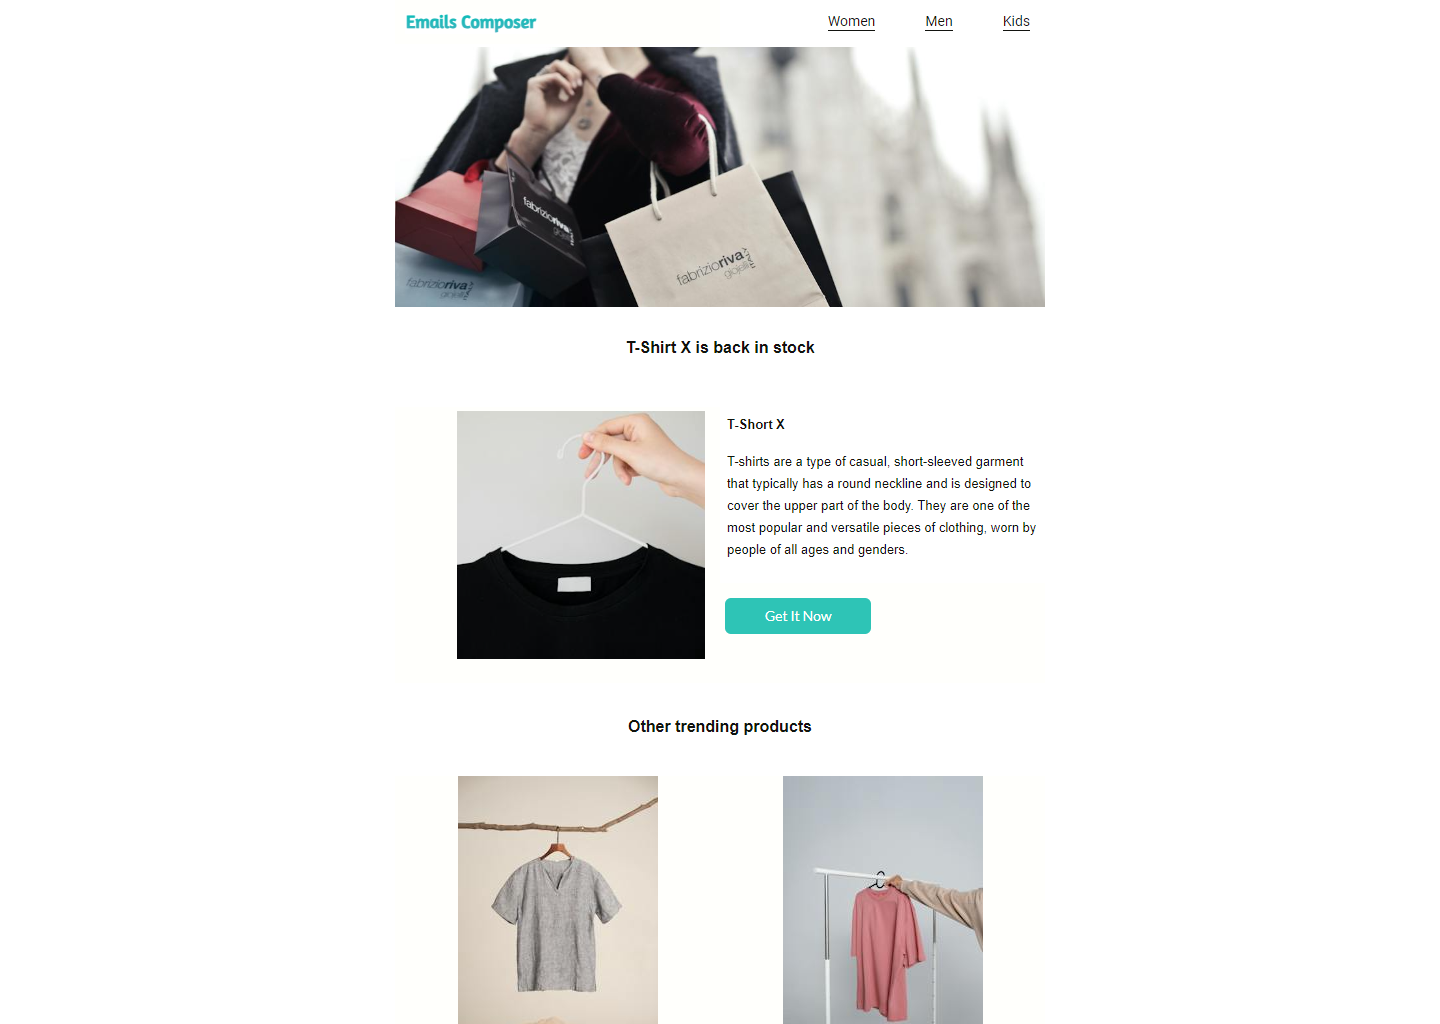 Emails Composer
Women Men Kids
fabrizioriva
gioielli
ITALY
fabrizioriva
gioielli
ITALY
fabrizioriva
gioielli
ITALY
T-Shirt X is back in stock
T-Short X
T-shirts are a type of casual, short-sleeved garment
that typically has a round neckline and is designed to
cover the upper part of the body. They are one of the
most popular and versatile pieces of clothing, worn by
people of all ages and genders.
Get It Now
Other trending products